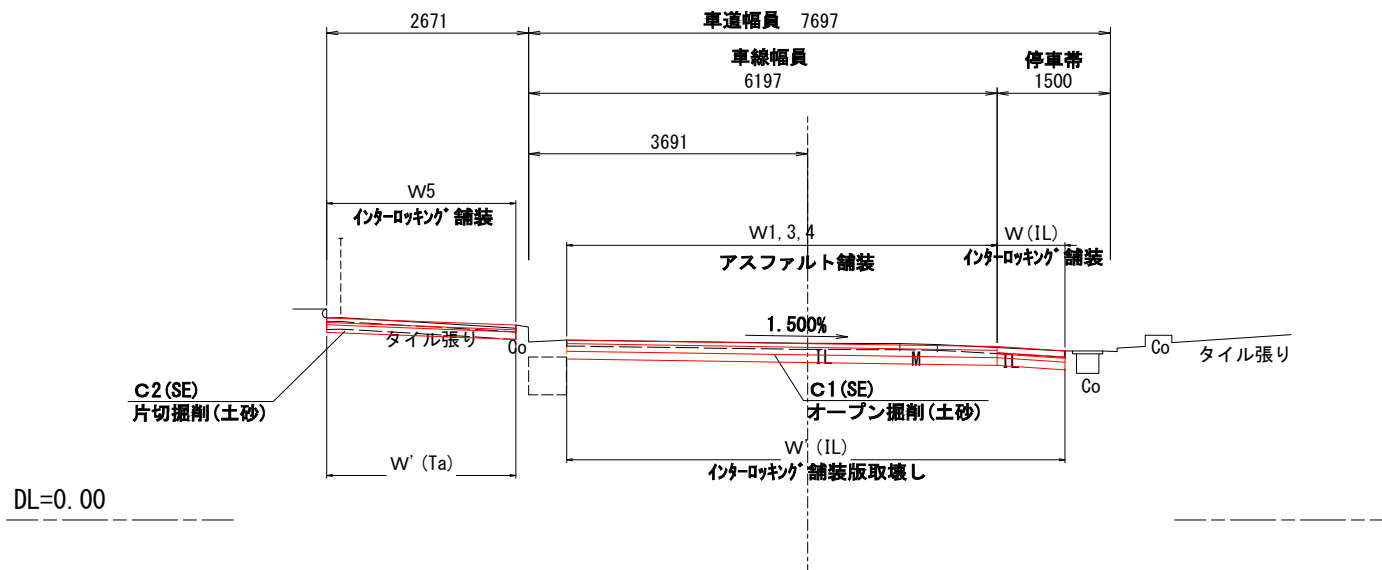 2671
車道幅員 7697
車線幅員
停車帯
6197
1500
3691
W5
インターロッキング舗装
W1,3,4
W(IL)
アスファルト舗装
インターロッキング舗装
1.500%
タイル張り
Co
IL
M
IL
Co
タイル張り
Co
C2(SE)
片切掘削(土砂)
C1(SE)
オープン掘削(土砂)
W'(Ta)
W'(IL)
インターロッキング舗装版取壊し
DL=0.00